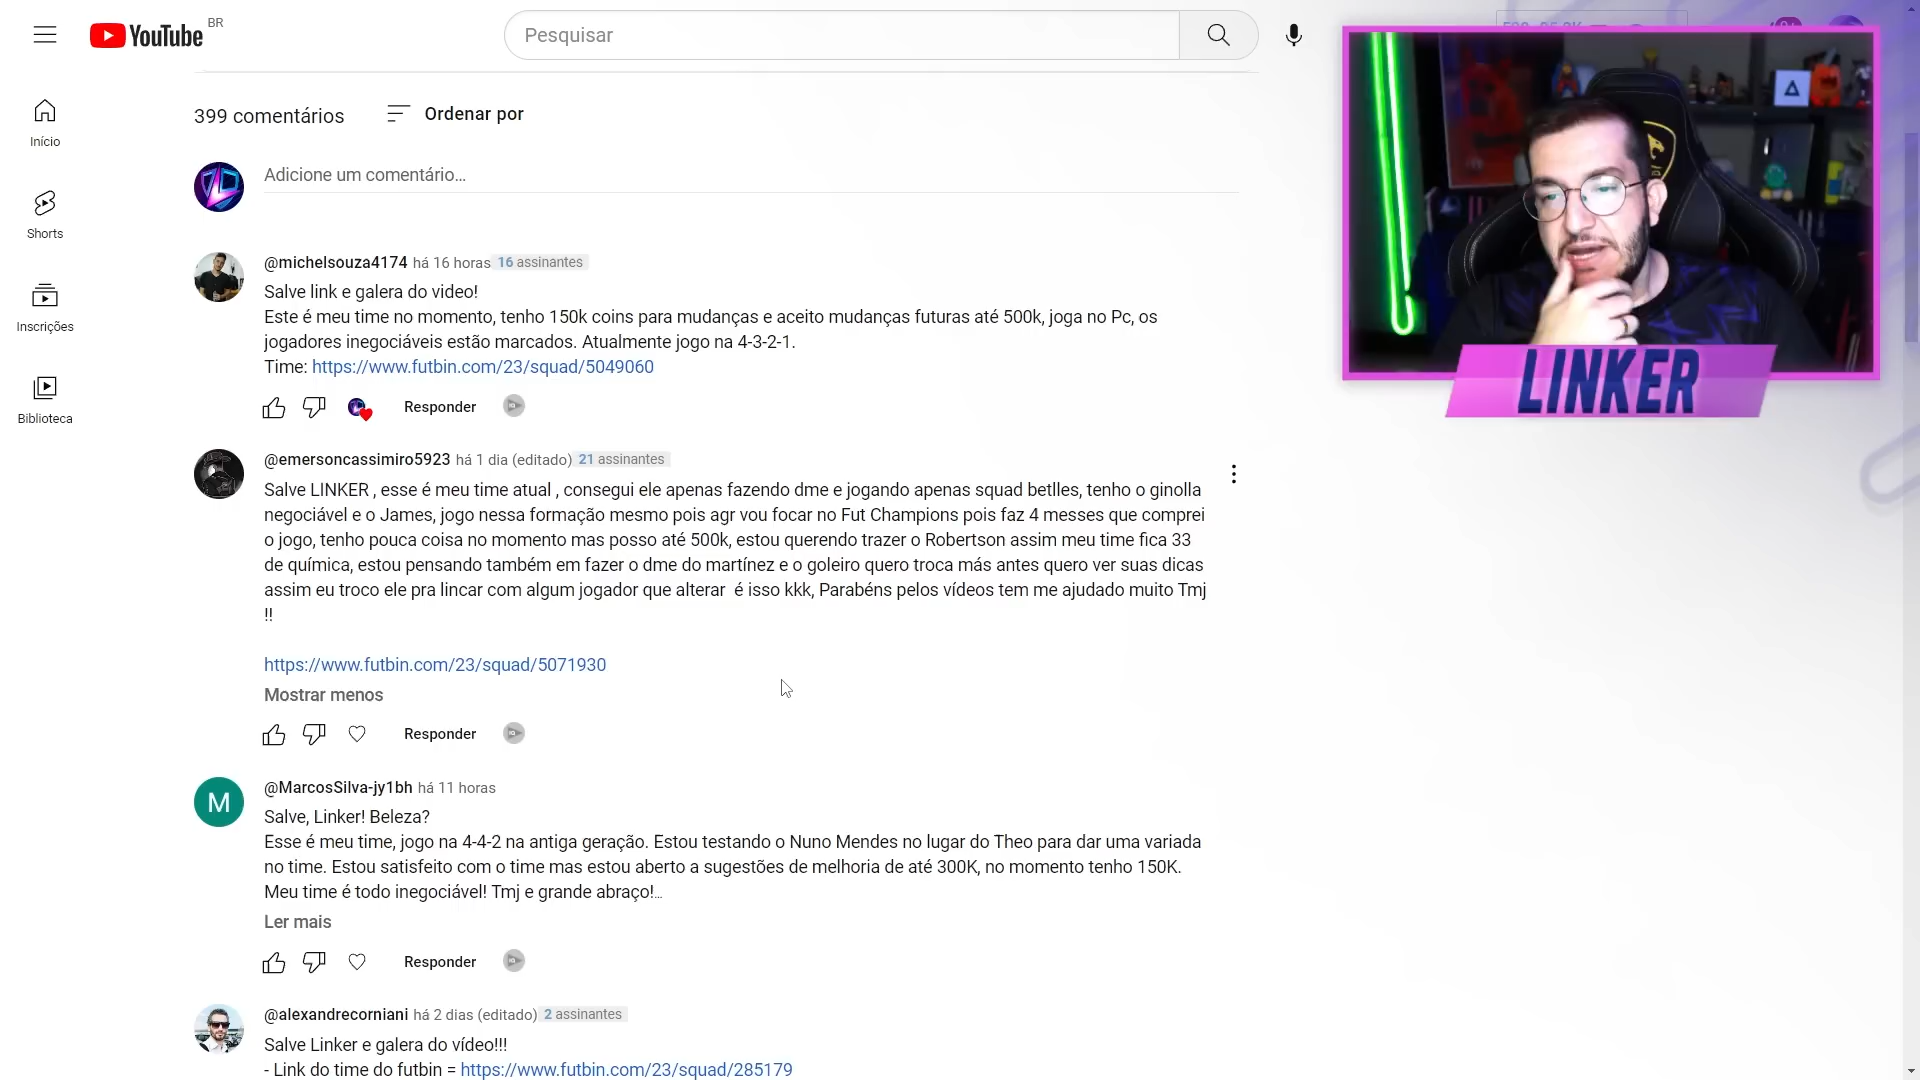 YouTube BR
Pesquisar
Início
Shorts
Inscrições
Biblioteca
399 comentários
Ordenar por
Adicione um comentário...
@michelsouza4174 há 16 horas 16 assinantes
Salve link e galera do video!
Este é meu time no momento, tenho 150k coins para mudanças e aceito mudanças futuras até 500k, joga no Pc, os
jogadores inegociáveis estão marcados. Atualmente jogo na 4-3-2-1.
Time: https://www.futbin.com/23/squad/5049060
Responder
@emersoncassimiro5923 há 1 dia (editado) 21 assinantes
Salve LINKER , esse é meu time atual , consegui ele apenas fazendo dme e jogando apenas squad betlles, tenho o ginolla
negociável e o James, jogo nessa formação mesmo pois agr vou focar no Fut Champions pois faz 4 messes que comprei
o jogo, tenho pouca coisa no momento mas posso até 500k, estou querendo trazer o Robertson assim meu time fica 33
de química, estou pensando também em fazer o dme do martínez e o goleiro quero troca más antes quero ver suas dicas
assim eu troco ele pra lincar com algum jogador que alterar  é isso kkk, Parabéns pelos vídeos tem me ajudado muito Tmj
!!
https://www.futbin.com/23/squad/5071930
Mostrar menos
Responder
M
@MarcosSilva-jy1bh há 11 horas
Salve, Linker! Beleza?
Esse é meu time, jogo na 4-4-2 na antiga geração. Estou testando o Nuno Mendes no lugar do Theo para dar uma variada
no time. Estou satisfeito com o time mas estou aberto a sugestões de melhoria de até 300K, no momento tenho 150K.
Meu time é todo inegociável! Tmj e grande abraço!...
Ler mais
Responder
@alexandrecorniani há 2 dias (editado) 2 assinantes
Salve Linker e galera do vídeo!!!
- Link do time do futbin = https://www.futbin.com/23/squad/285179
LINKER